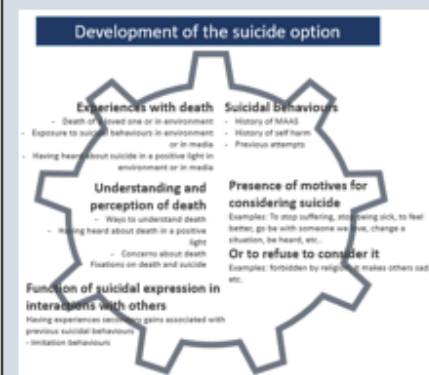 Development of the suicide option
Experiences with death
- Death of a loved one or in environment
- Exposure to suicidal behaviours in environment
or in media
- Having heard about suicide in a positive light in
environment or in media
Suicidal behaviours
- History of MAAS
- History of self harm
- Previous attempts
Understanding and
perception of death
- Ways to understand death
- Having heard about death in a positive
light
- Concerns about death
Fixations on death and suicide
Presence of motives for
considering suicide
Examples: To stop suffering, stop being sick, to feel
better, go be with someone we love, change a
situation, be heard, etc..
Or to refuse to consider it
Examples: forbidden by religion, it makes others sad,
etc.
Function of suicidal expression in
interactions with others
Having experiences secondary gains associated with
previous suicidal behaviours
- Imitation behaviours